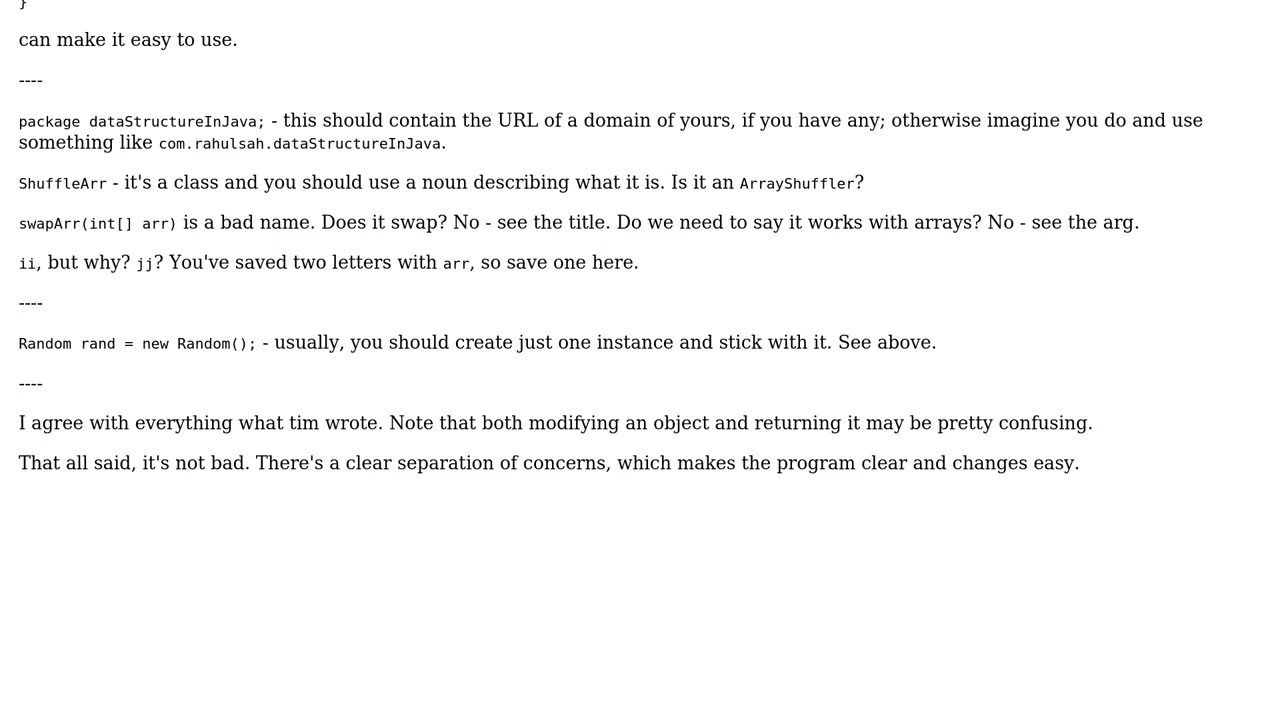 }
can make it easy to use.
----
package dataStructureInJava; - this should contain the URL of a domain of yours, if you have any; otherwise imagine you do and use
something like com.rahulsah.dataStructureInJava.
ShuffleArr - it's a class and you should use a noun describing what it is. Is it an ArrayShuffler?
swapArr(int[] arr) is a bad name. Does it swap? No - see the title. Do we need to say it works with arrays? No - see the arg.
ii, but why? jj? You've saved two letters with arr, so save one here.
----
Random rand = new Random(); - usually, you should create just one instance and stick with it. See above.
----
I agree with everything what tim wrote. Note that both modifying an object and returning it may be pretty confusing.
That all said, it's not bad. There's a clear separation of concerns, which makes the program clear and changes easy.